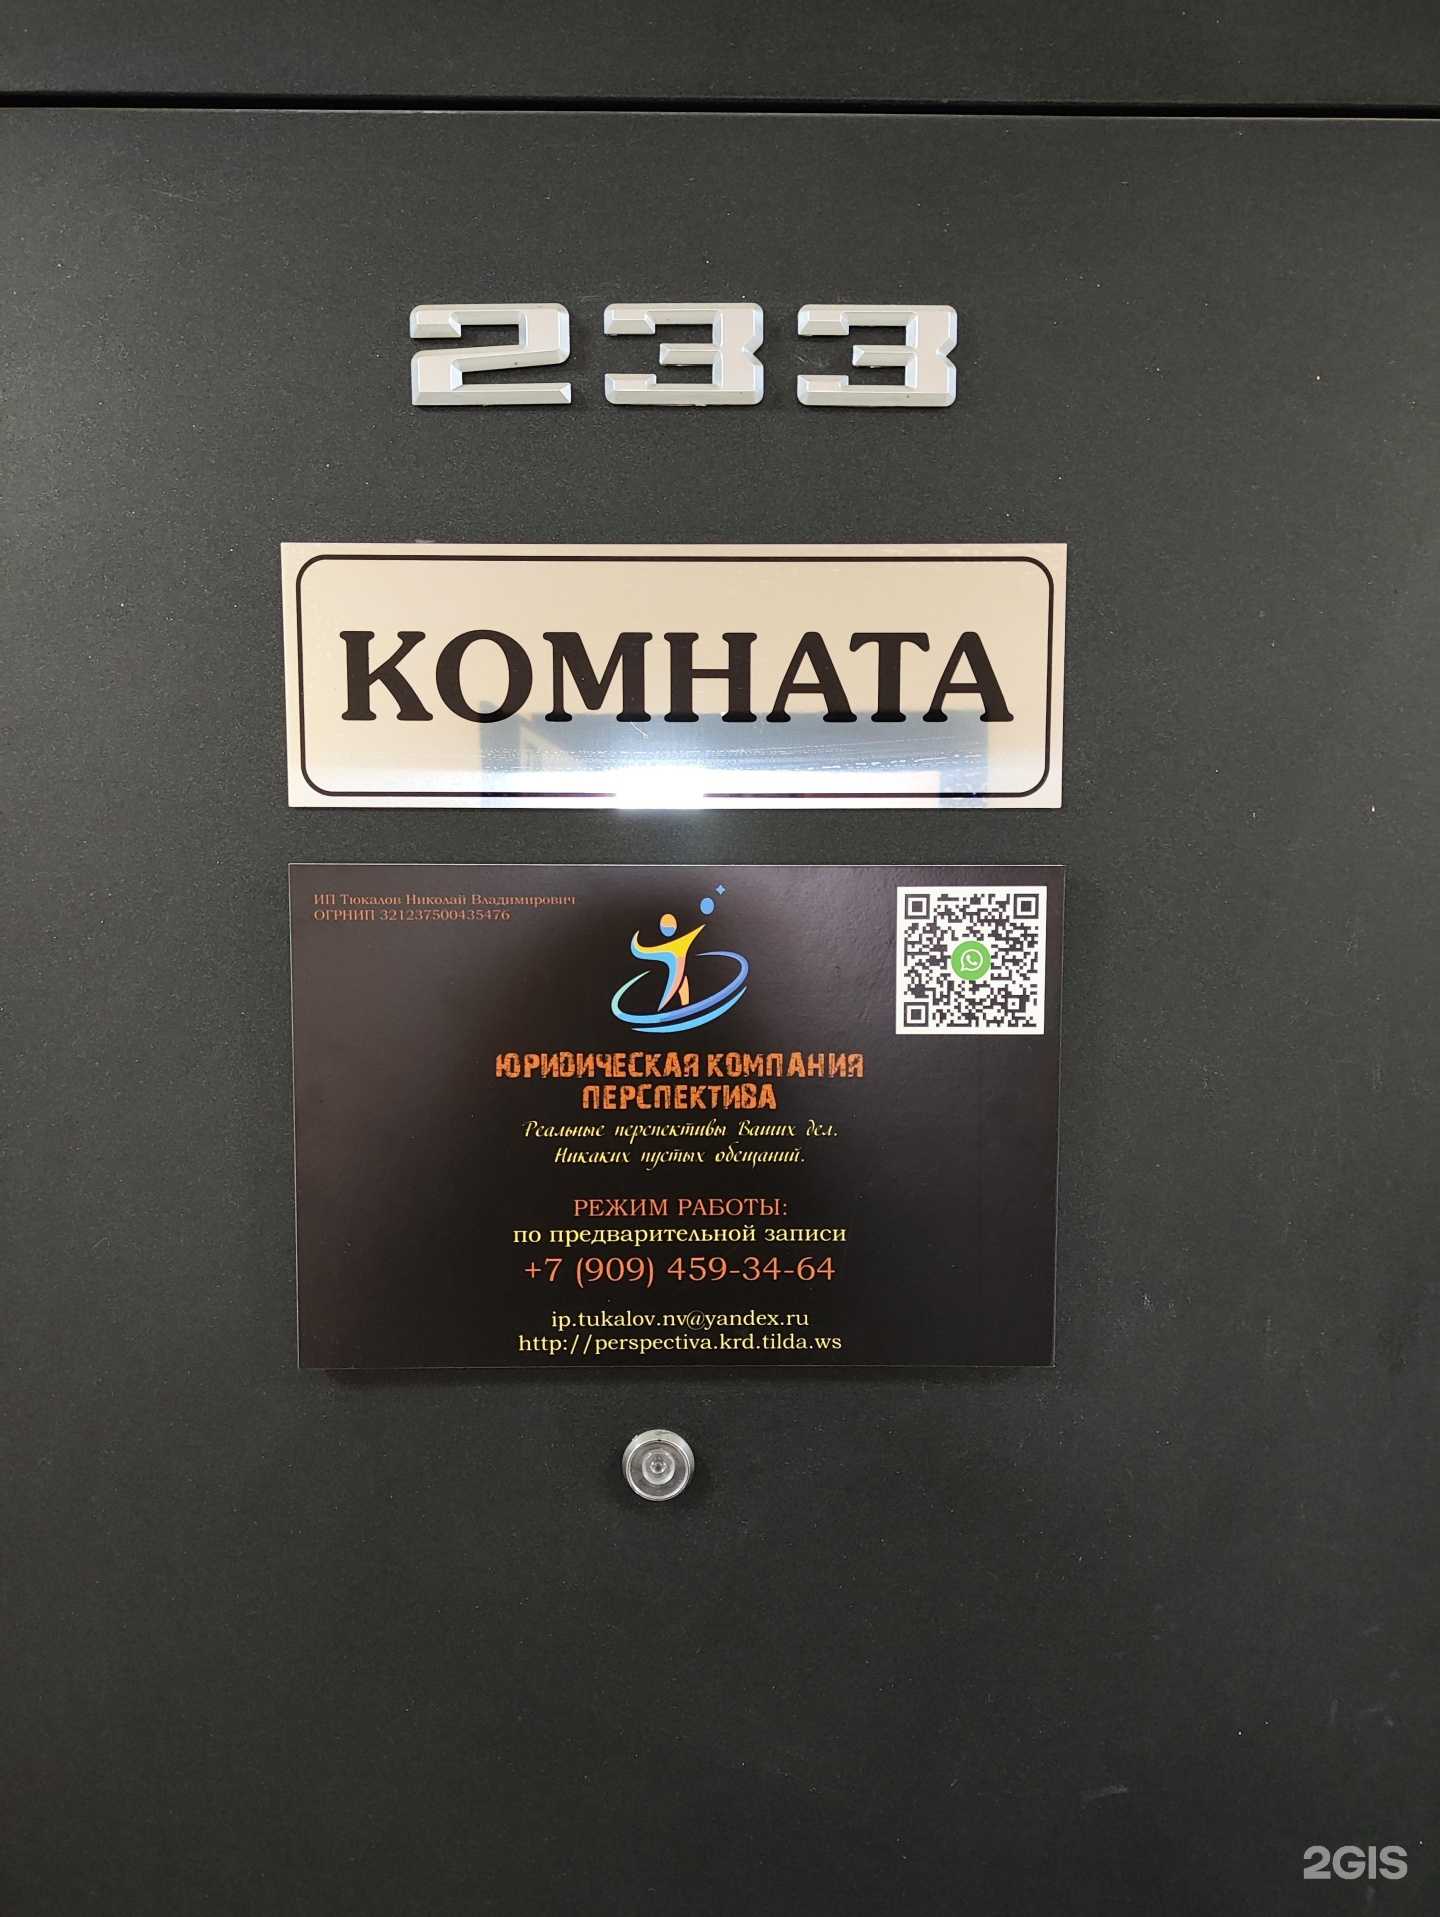 233
КОМНАТА
ИП Тюкалов Николай Владимирович
ОГРНИП 321237500435476
ЮРИДИЧЕСКАЯ КОМПАНИЯ
ПЕРСПЕКТИВА
Реальные перспективы Ваших дел.
Никаких пустых обещаний.
РЕЖИМ РАБОТЫ:
по предварительной записи
+7 (909) 459-34-64
ip.tukalov.nv@yandex.ru
http://perspectiva.krd.tilda.ws
2GIS